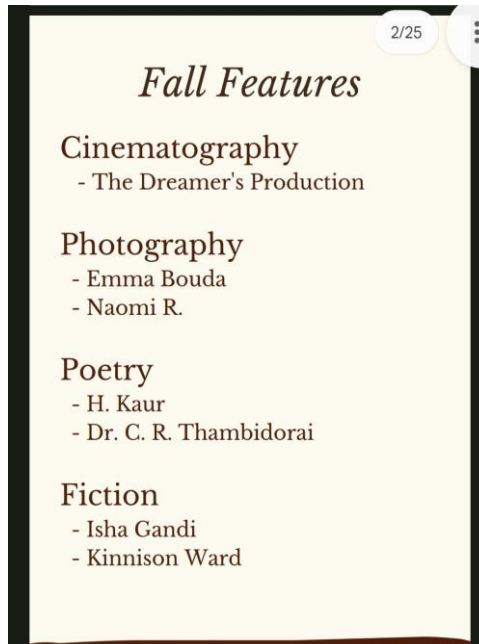 2/25
Fall Features
Cinematography
- The Dreamer's Production
Photography
- Emma Bouda
- Naomi R.
Poetry
- H. Kaur
- Dr. C. R. Thambidorai
Fiction
- Isha Gandi
- Kinnison Ward